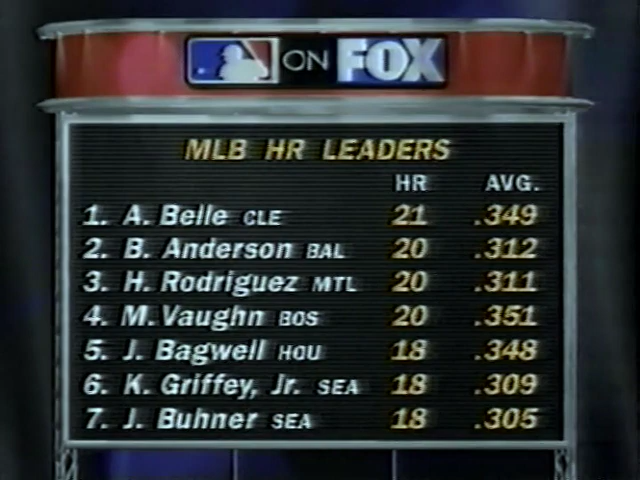 ON FOX
MLB HR LEADERS
HR AVG.
1. A. Belle CLE 21 .349
2. B. Anderson BAL 20 .312
3. H. Rodriguez MTL 20 .311
4. M. Vaughn BOS 20 .351
5. J. Bagwell HOU 18 .348
6. K. Griffey, Jr. SEA 18 .309
7. J. Buhner SEA 18 .305